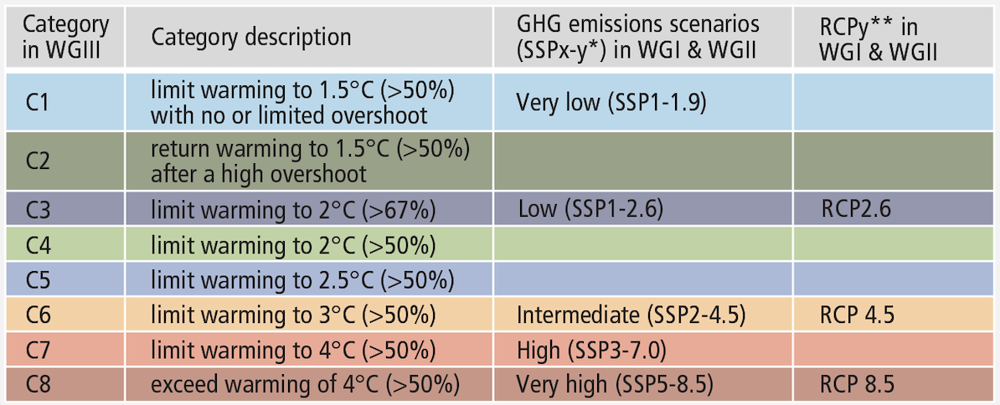 Category in WGIII
Category description
GHG emissions scenarios (SSPx-y*) in WGI & WGII
RCPy** in WGI & WGII
C1
limit warming to 1.5°C (>50%)
with no or limited overshoot
Very low (SSP1-1.9)
C2
return warming to 1.5°C (>50%)
after a high overshoot
C3
limit warming to 2°C (>67%)
Low (SSP1-2.6)
RCP2.6
C4
limit warming to 2°C (>50%)
C5
limit warming to 2.5°C (>50%)
C6
limit warming to 3°C (>50%)
Intermediate (SSP2-4.5)
RCP 4.5
C7
limit warming to 4°C (>50%)
High (SSP3-7.0)
C8
exceed warming of 4°C (>50%)
Very high (SSP5-8.5)
RCP 8.5